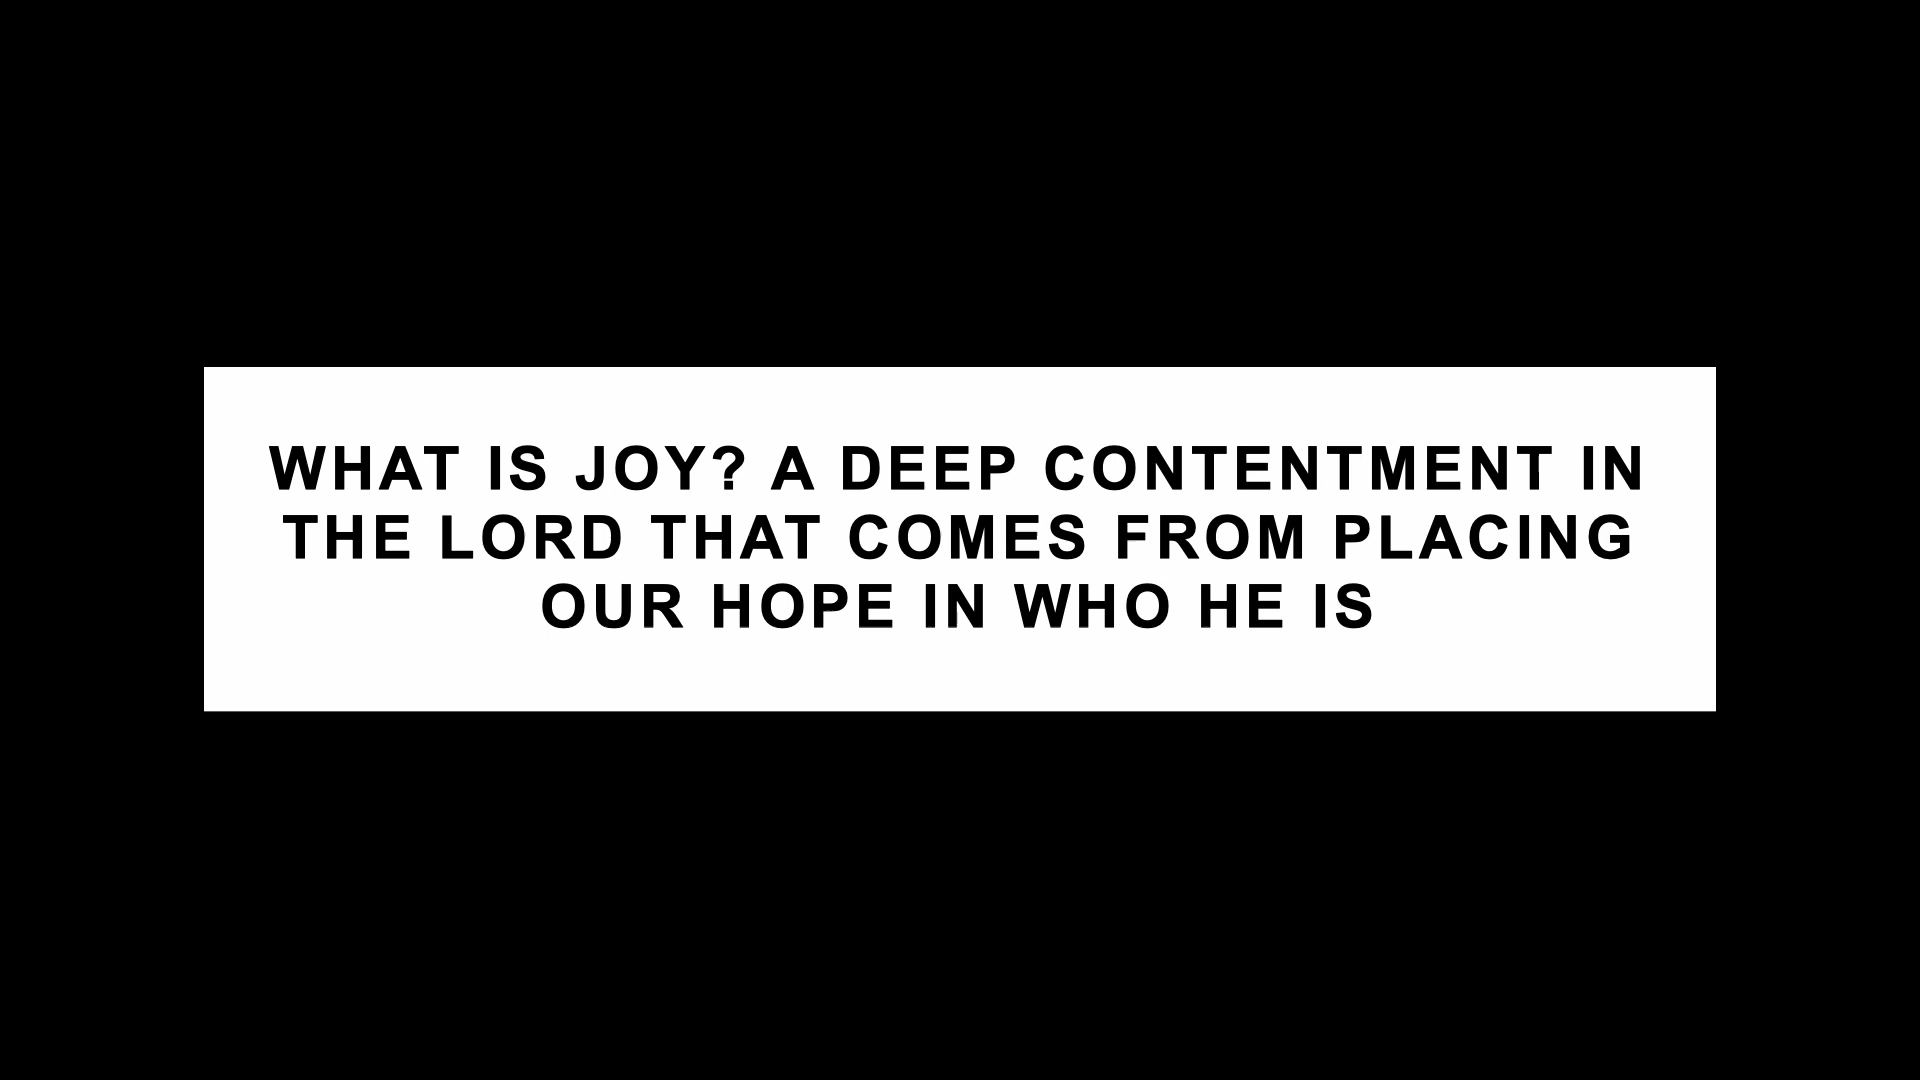 WHAT IS JOY? A DEEP CONTENTMENT IN
THE LORD THAT COMES FROM PLACING
OUR HOPE IN WHO HE IS